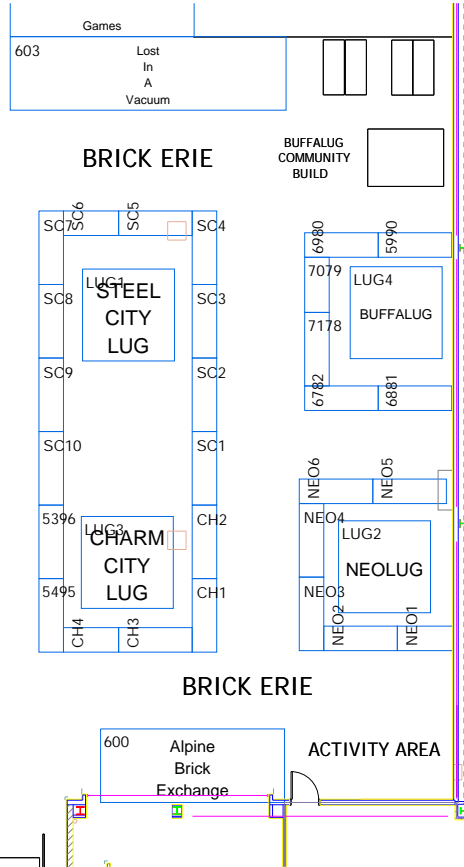 Games
603
Lost
In
A
Vacuum
BRICK ERIE
BUFFALUG
COMMUNITY
BUILD
SC7
SC6
SC5
SC4
6980
5990
7079
LUG1
STEEL
CITY
LUG
LUG4
BUFFALUG
SC8
SC3
7178
SC9
SC2
6782
6881
SC10
SC1
NEO6
NEO5
5396
LUG3
CHARM
CITY
LUG
CH2
NEO4
LUG2
NEOLUG
5495
CH1
NEO3
CH4
CH3
NEO2
NEO1
BRICK ERIE
600
Alpine
Brick
Exchange
ACTIVITY AREA
H
H
H